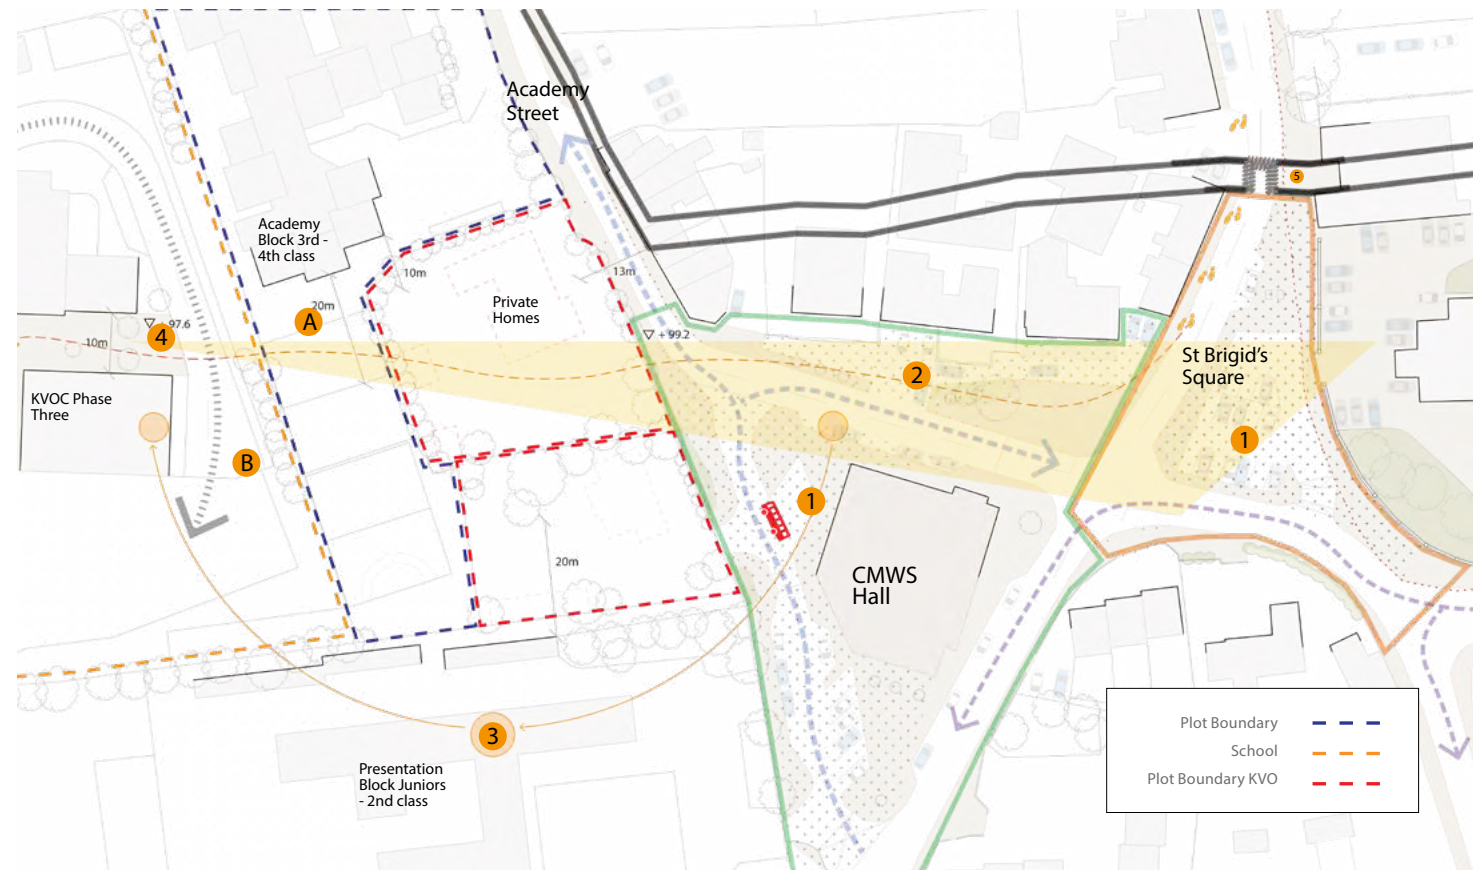 Academy
Street
5
Academy
Block 3rd -
4th class
10m
13m
Private
Homes
20m
A
+ 97.6
4
10m
+ 99.2
St Brigid's
Square
2
KVOC Phase
Three
1
B
1
20m
CMWS
Hall
3
Presentation
Block Juniors
- 2nd class
Plot Boundary
School
Plot Boundary KVO